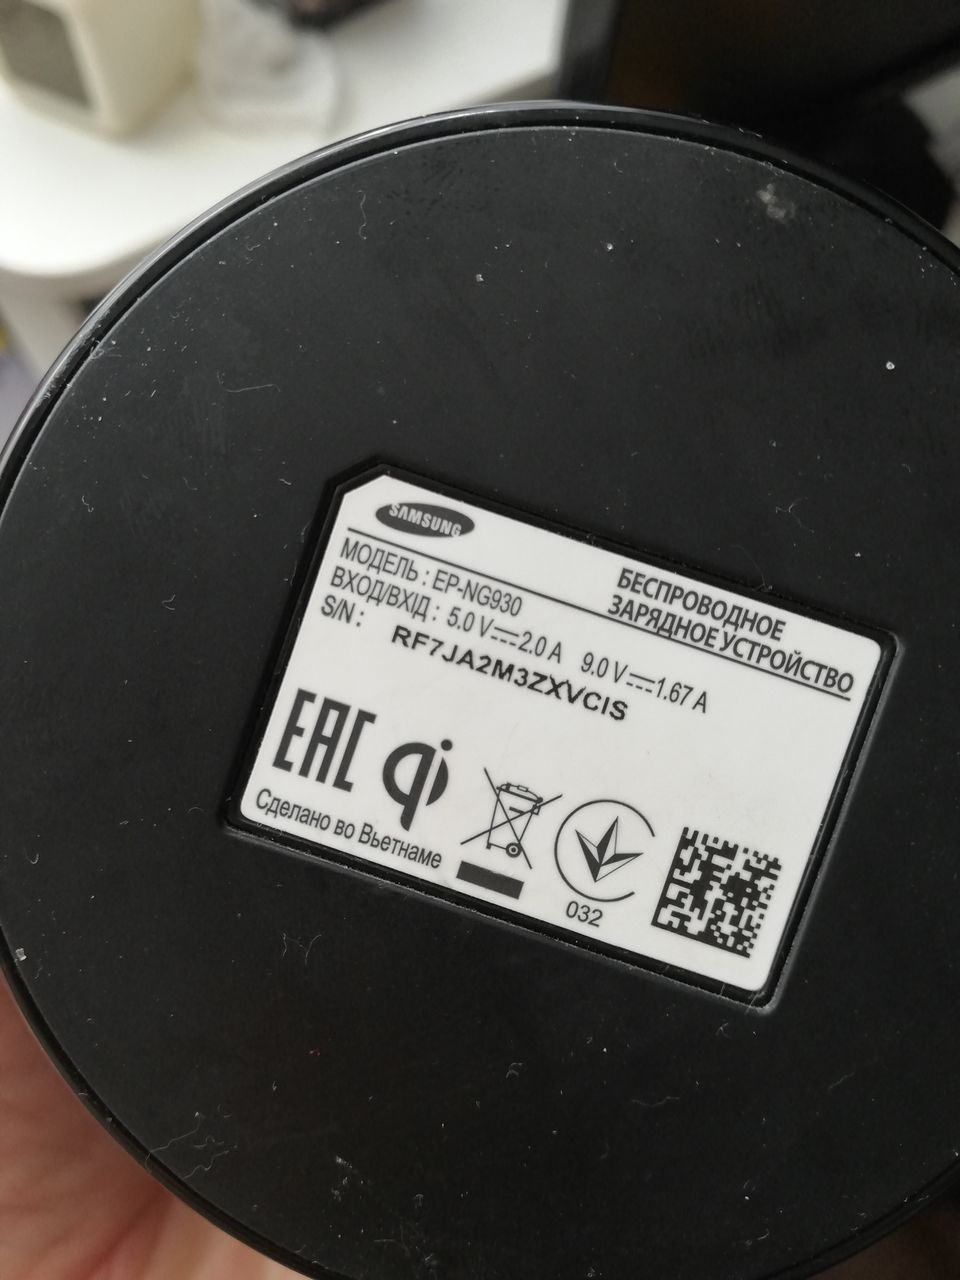 SAMSUNG
БЕСПРОВОДНОЕ
ЗАРЯДНОЕ УСТРОЙСТВО
МОДЕЛЬ : EP-NG930
ВХОД/ВХІД : 5.0 V⎓2.0 A 9.0 V⎓1.67 A
S/N : RF7JA2M3ZXVCIS
EAC qi
Сделано во Вьетнаме
032